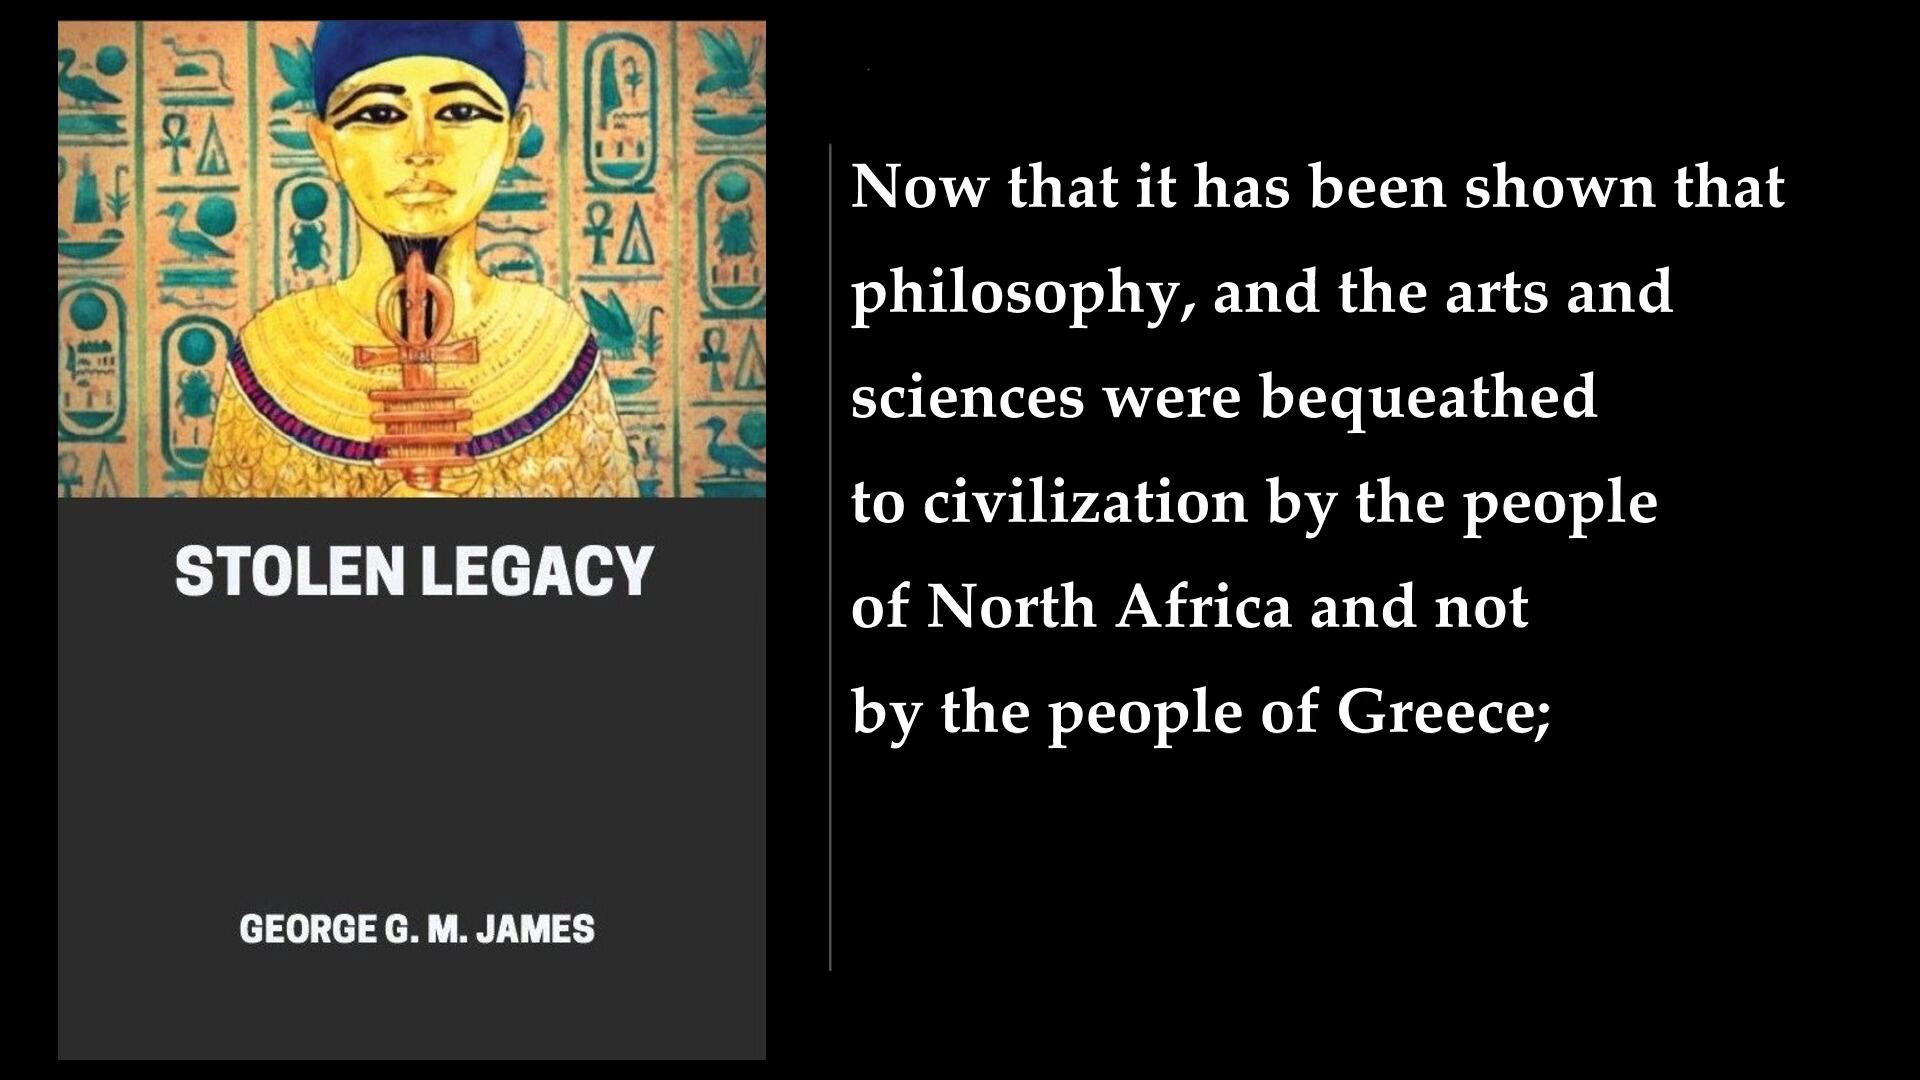 STOLEN LEGACY
GEORGE G. M. JAMES
Now that it has been shown that
philosophy, and the arts and
sciences were bequeathed
to civilization by the people
of North Africa and not
by the people of Greece;